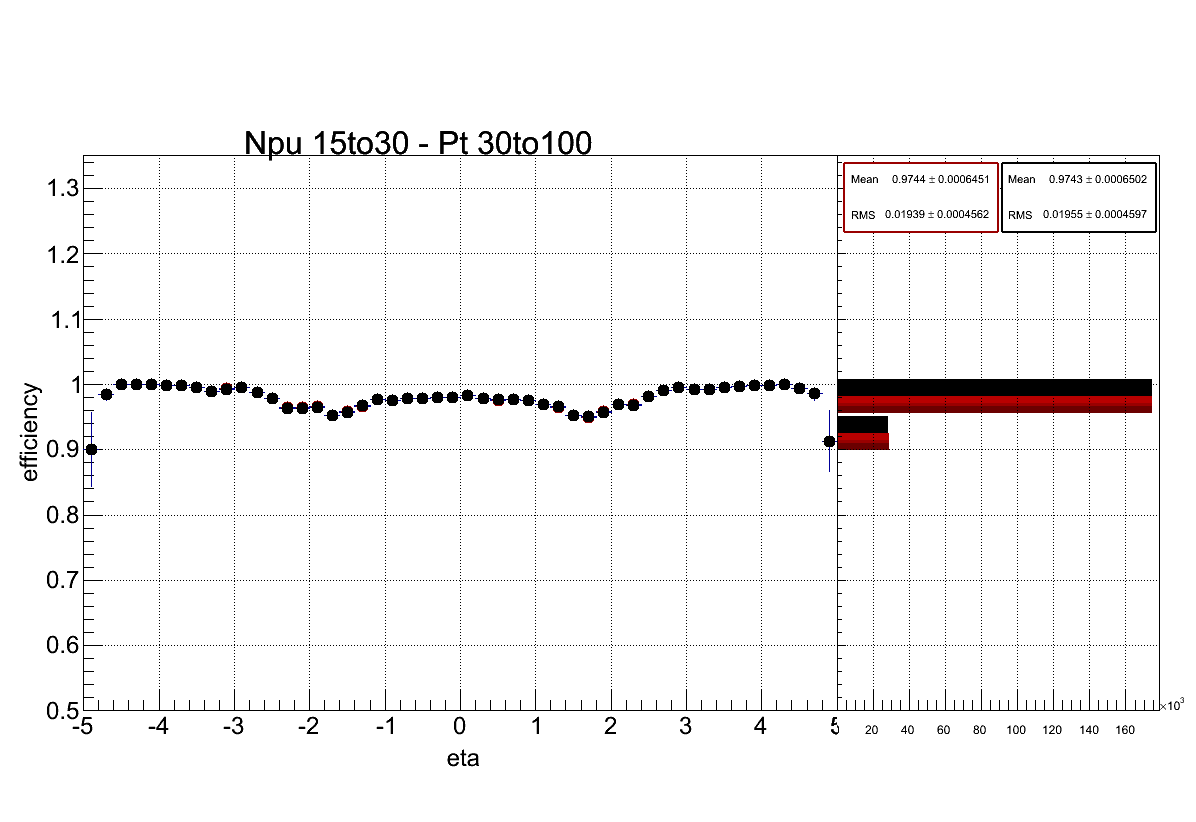 Npu 15to30 - Pt 30to100
Mean 0.9744 ± 0.0006451
RMS 0.01939 ± 0.0004562
Mean 0.9743 ± 0.0006502
RMS 0.01955 ± 0.0004597
1.3
1.2
1.1
1
0.9
0.8
0.7
0.6
0.5
efficiency
-5 -4 -3 -2 -1 0 1 2 3 4
20 40 60 80 100 120 140 160
×10³
eta